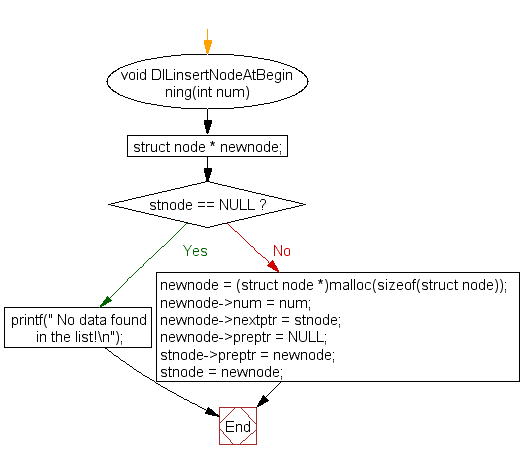 void DlLinsertNodeAtBegin
ning(int num)
struct node * newnode;
stnode == NULL ?
Yes
No
newnode = (struct node *)malloc(sizeof(struct node));
newnode->num = num;
newnode->nextptr = stnode;
newnode->preptr = NULL;
stnode->preptr = newnode;
stnode = newnode;
printf(" No data found
in the list!\n");
End